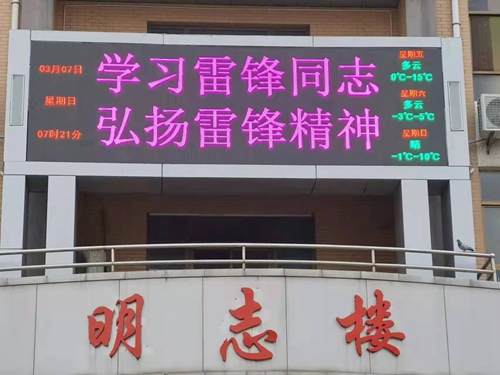 03月07日
星期日
07时21分
学习雷锋同志
弘扬雷锋精神
星期五
多云
0℃-15℃
星期六
多云
-3℃-5℃
星期日
晴
-1℃-10℃
明志楼